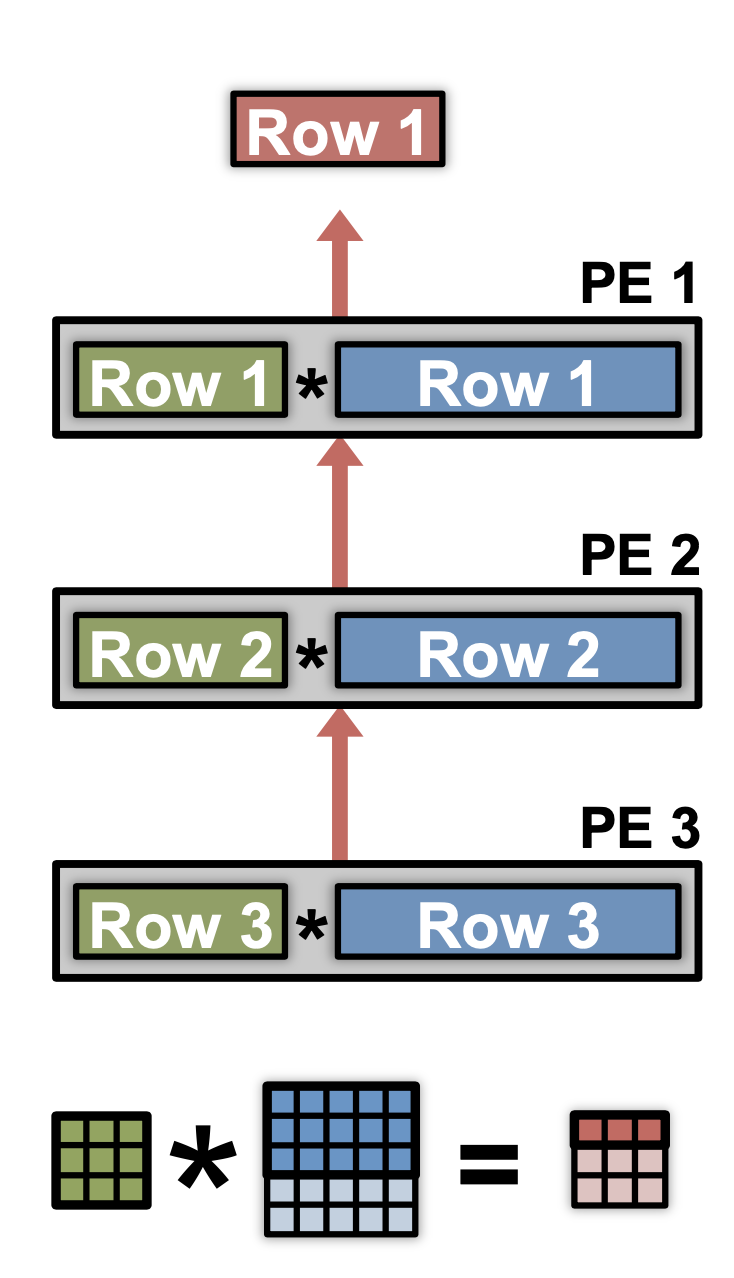 Row 1
PE 1
Row 1 * Row 1
PE 2
Row 2 * Row 2
PE 3
Row 3 * Row 3
* =